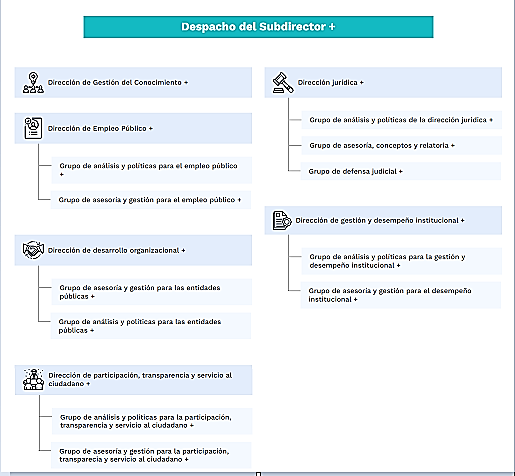 Despacho del Subdirector +
Dirección de Gestión del Conocimiento +
Dirección de Empleo Público +
Grupo de análisis y políticas para el empleo público
+
Grupo de asesoría y gestión para el empleo público +
Dirección de desarrollo organizacional +
Grupo de asesoría y gestión para las entidades
públicas +
Grupo de análisis y políticas para las entidades
públicas +
Dirección de participación, transparencia y servicio al
ciudadano +
Grupo de análisis y políticas para la participación,
transparencia y servicio al ciudadano +
Grupo de asesoría y gestión para la participación,
transparecia y servicio al ciudadano +
Dirección jurídica +
Grupo de análisis y políticas de la dirección jurídica +
Grupo de asesoría, conceptos y relatoría +
Grupo de defensa judicial +
Dirección de gestión y desempeño institucional +
Grupo de análisis y políticas para la gestión y
desempeño institucional +
Grupo de asesoría y gestión para el desempeño
institucional +